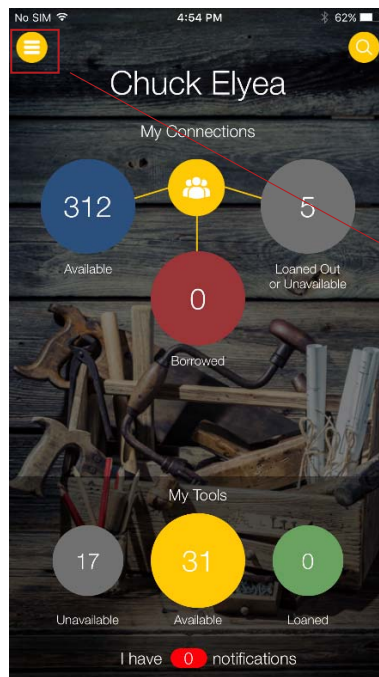 No SIM 4:54 PM 62%
Chuck Elyea
My Connections
312
5
Available
Loaned Out
or Unavailable
0
Borrowed
My Tools
17
31
0
Unavailable
Available
Loaned
I have 0 notifications